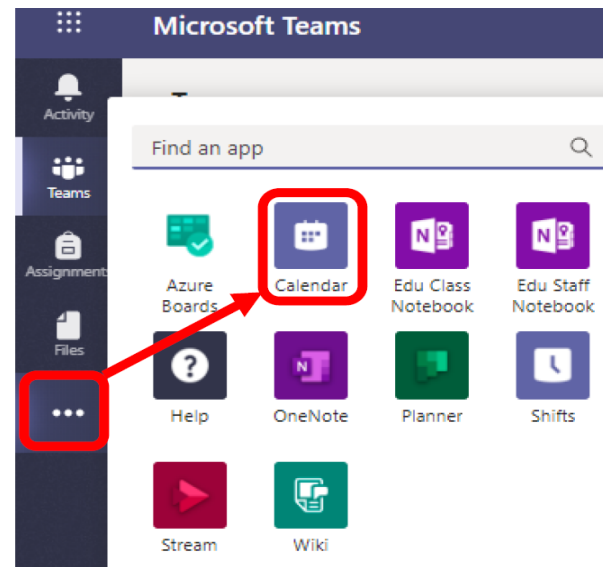 Microsoft Teams
Activity
Find an app
Teams
Assignments
Azure Boards
Calendar
Edu Class Notebook
Edu Staff Notebook
Files
Help
OneNote
Planner
Shifts
Stream
Wiki